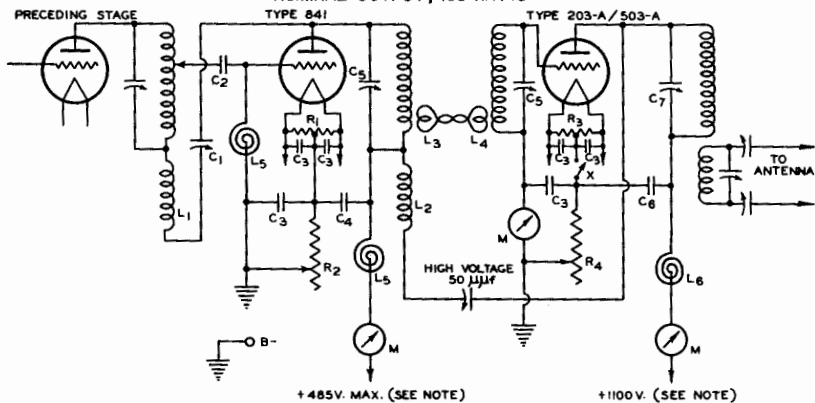 PRECEDING STAGE
TYPE 841
TYPE 203-A/503-A
C2
C5
C5
C7
R1
R3
C3
C3
L3
L4
C3
C3
L5
C1
TO
ANTENNA
X
L1
C3
C4
L2
C3
C6
M
R2
L5
R4
L6
HIGH VOLTAGE
50 μμf
M
B-
M
+485V. MAX. (SEE NOTE)
+1100 V. (SEE NOTE)